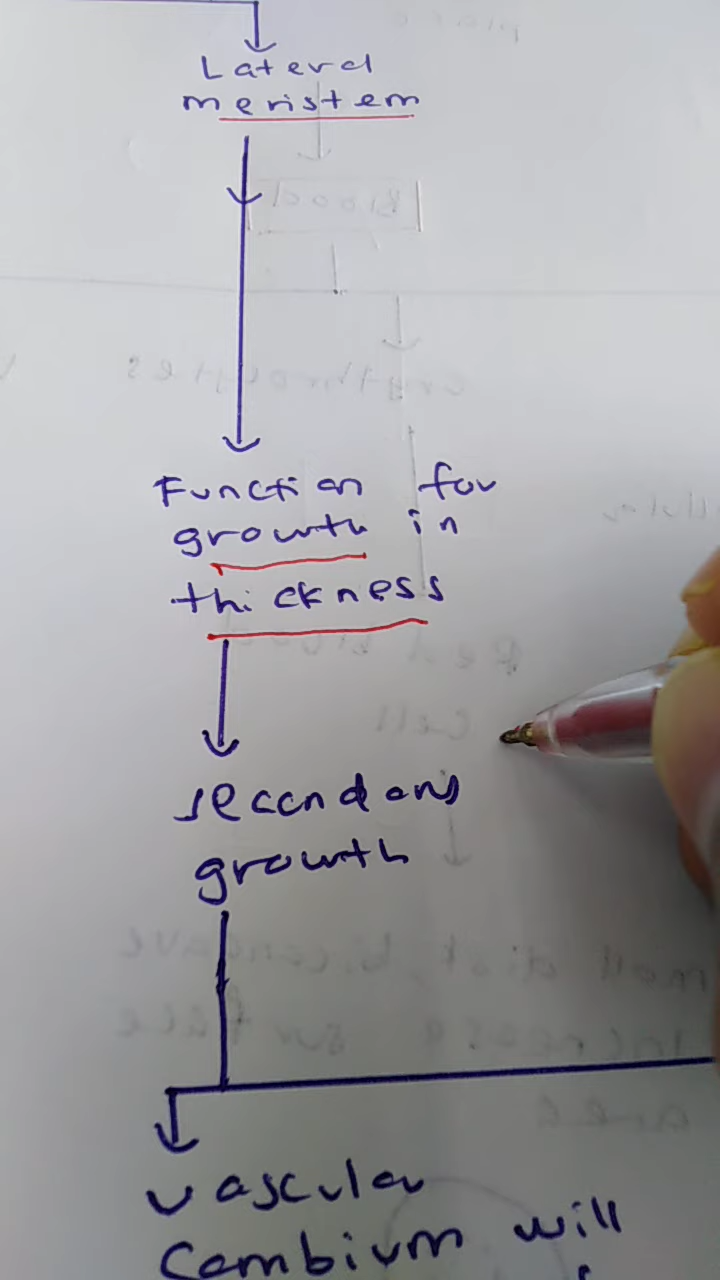 Lateral
meristem
Function for
growth in
thickness
secondary
growth
vascular
Cambium will